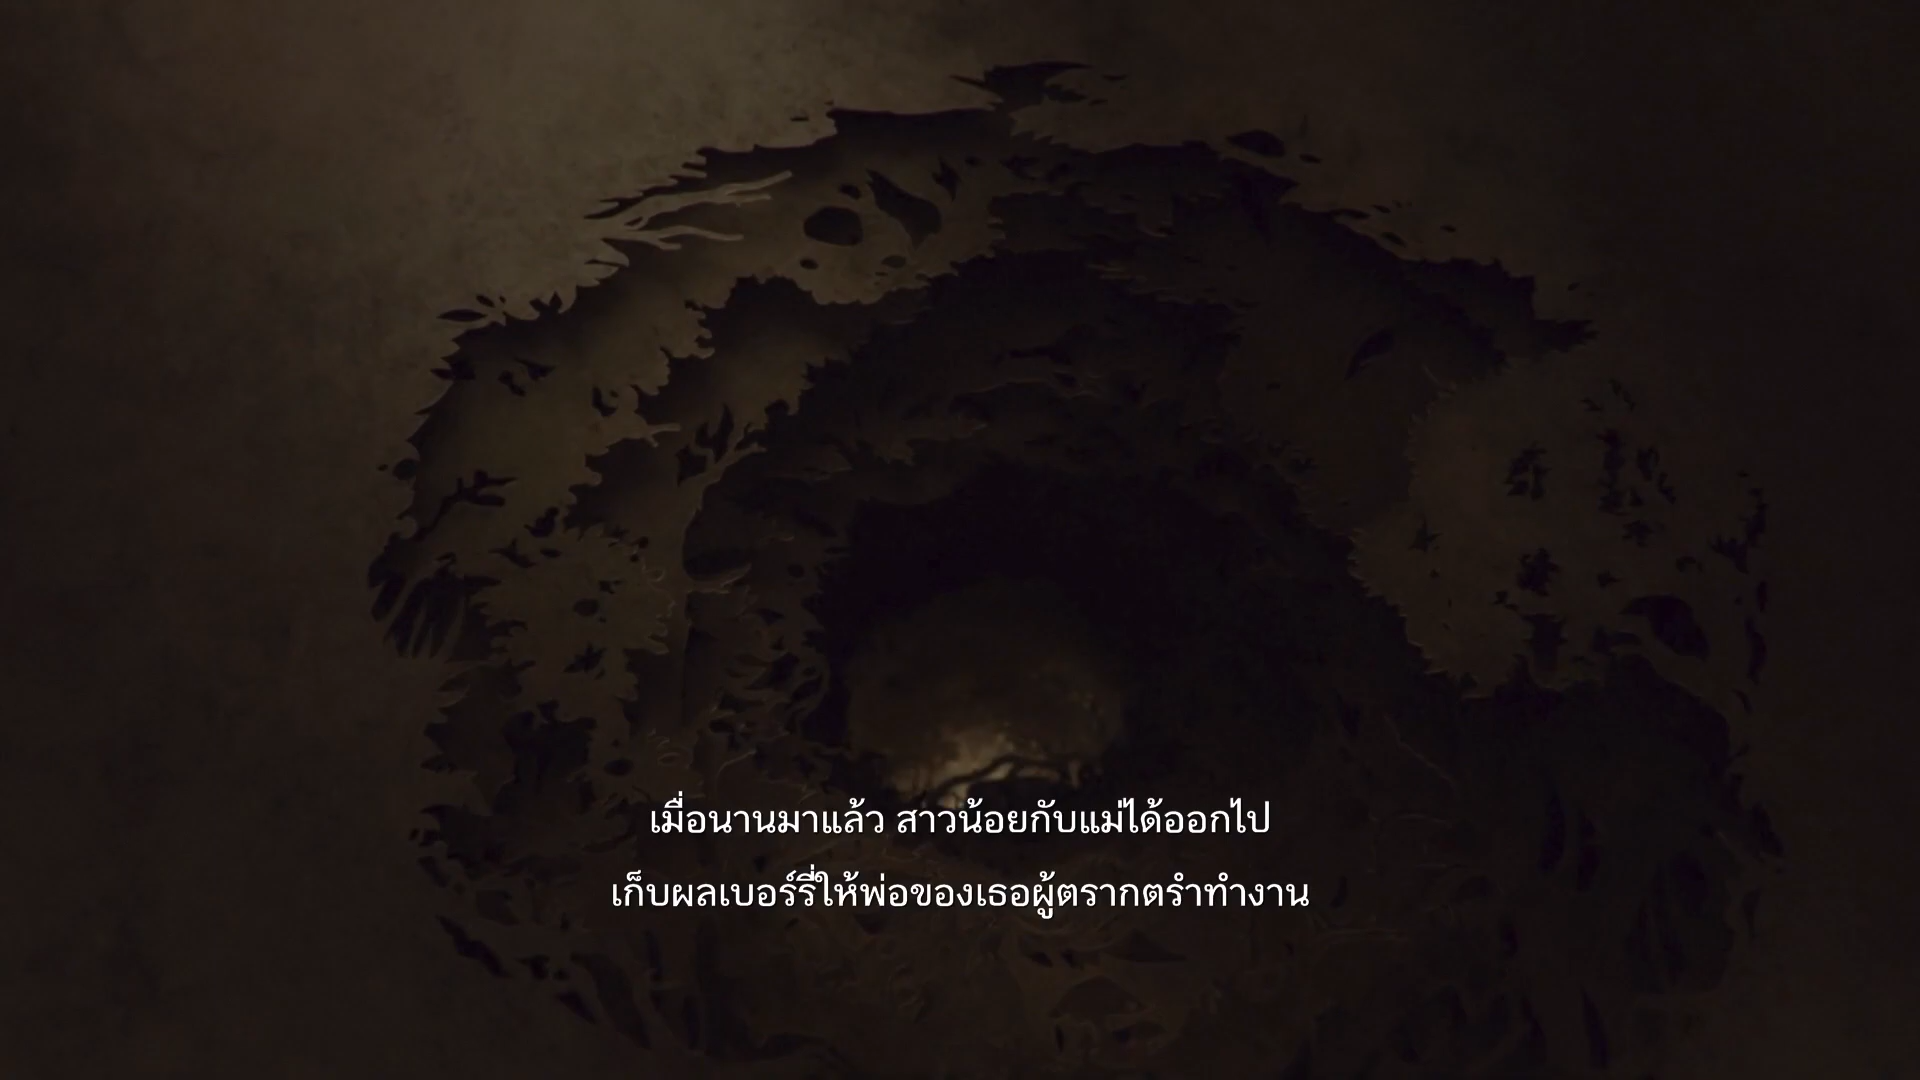 เมื่อนานมาแล้ว สาวน้อยกับแม่ได้ออกไป
เก็บผลเบอร์รี่ให้พ่อของเธอผู้ตรากตรำทำงาน